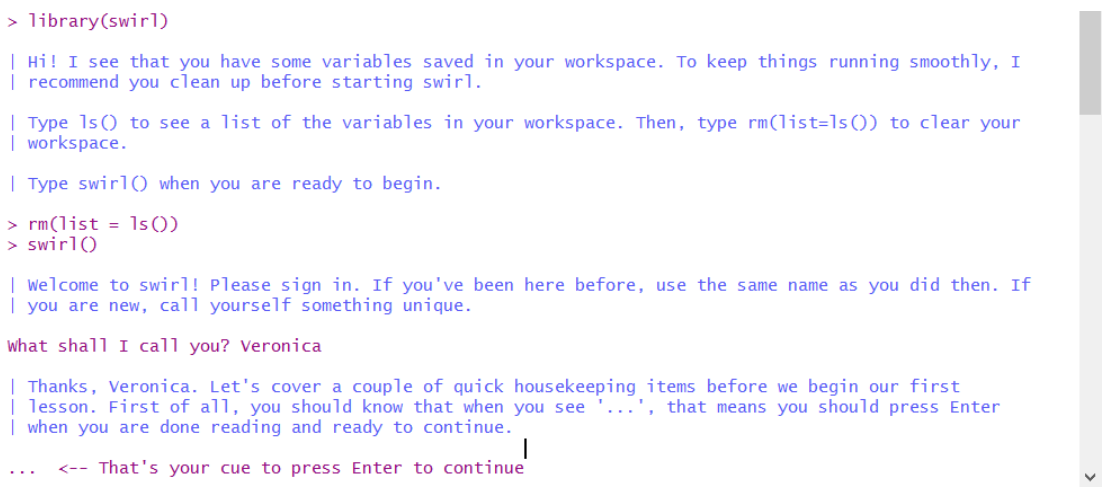 > library(swirl)
| Hi! I see that you have some variables saved in your workspace. To keep things running smoothly, I
| recommend you clean up before starting swirl.
| Type ls() to see a list of the variables in your workspace. Then, type rm(list=ls()) to clear your
| workspace.
| Type swirl() when you are ready to begin.
> rm(list = ls())
> swirl()
| Welcome to swirl! Please sign in. If you've been here before, use the same name as you did then. If
| you are new, call yourself something unique.
What shall I call you? Veronica
| Thanks, Veronica. Let's cover a couple of quick housekeeping items before we begin our first
| lesson. First of all, you should know that when you see '...', that means you should press Enter
| when you are done reading and ready to continue.
...  <-- That's your cue to press Enter to continue